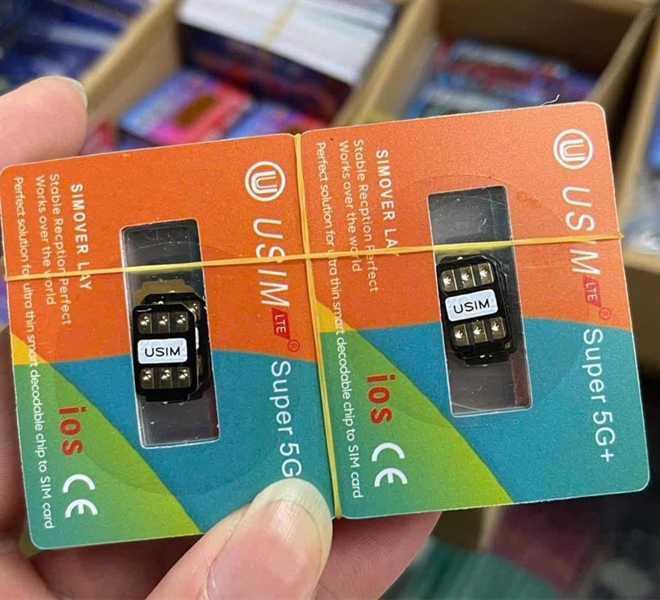 U USIM LTE ® Super 5G
SIMOVER LAY
Stable Recption Perfect
Works over the world
Perfect solution for ultra thin smart decodable chip to SIM card
ios CE
USIM
U USIM LTE ® Super 5G+
SIMOVER LAY
Stable Recption Perfect
Works over the world
Perfect solution for ultra thin smart decodable chip to SIM card
ios CE
USIM